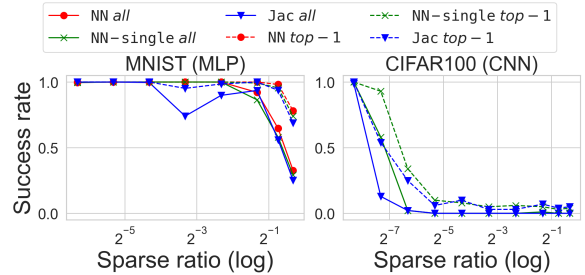 NN all Jac all NN-single top-1
NN-single all NN top-1 Jac top-1
MNIST (MLP) CIFAR100 (CNN)
Success rate
1.0 1.0
0.5 0.5
0.0 0.0
2⁻⁵ 2⁻³ 2⁻¹ 2⁻⁷ 2⁻⁵ 2⁻³ 2⁻¹
Sparse ratio (log) Sparse ratio (log)